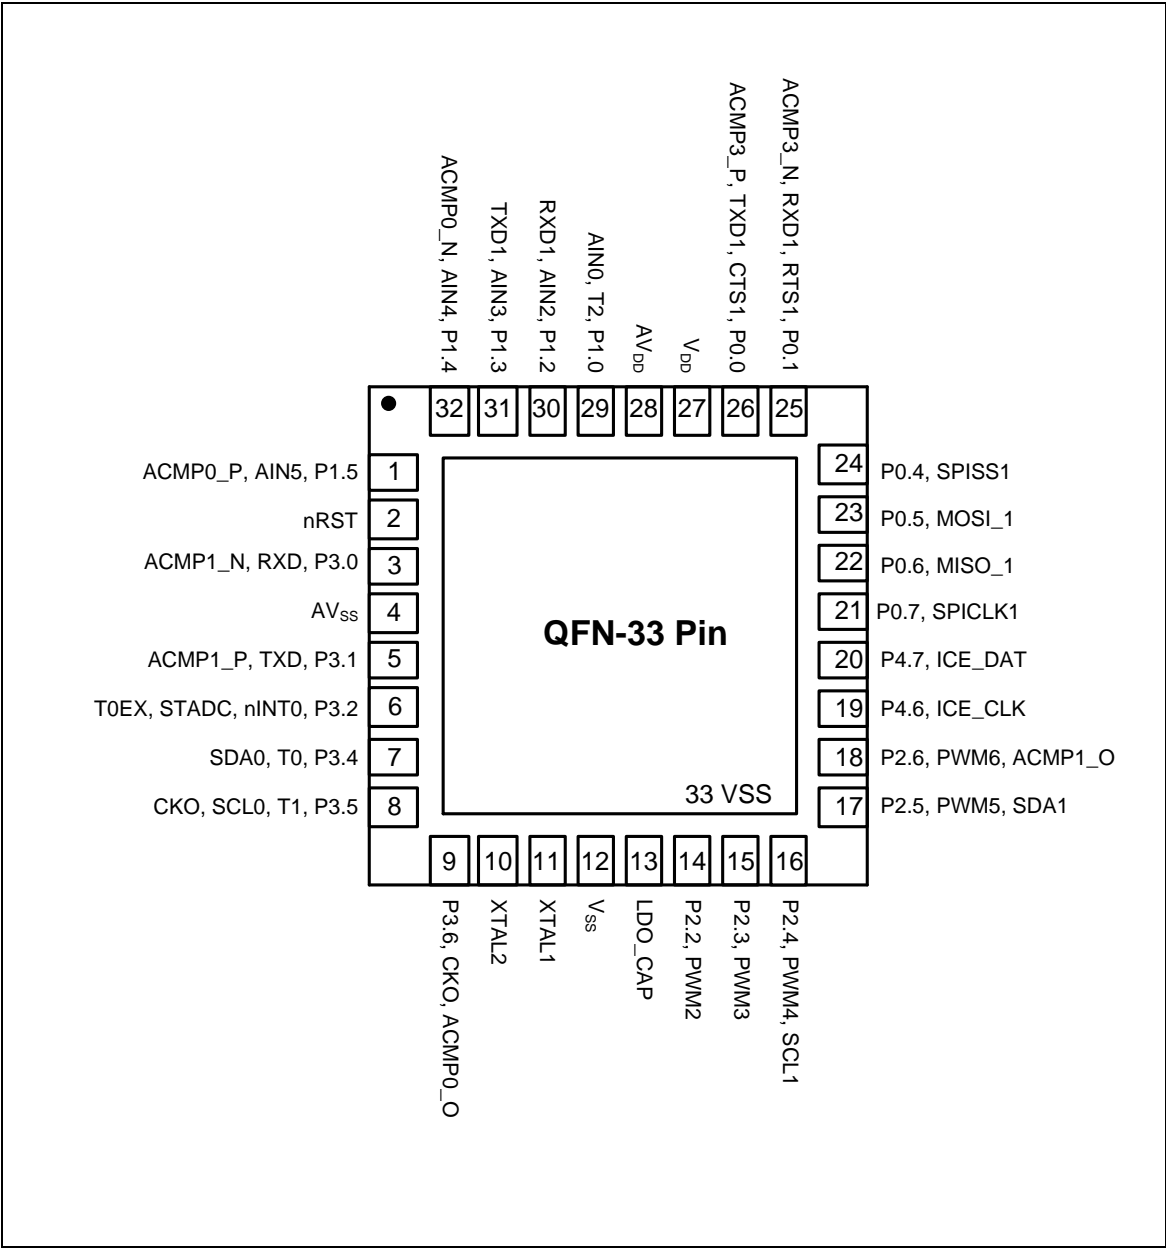 ACMP0_N, AIN4, P1.4
TXD1, AIN3, P1.3
RXD1, AIN2, P1.2
AIN0, T2, P1.0
AVDD
VDD
ACMP3_P, TXD1, CTS1, P0.0
ACMP3_N, RXD1, RTS1, P0.1
32
31
30
29
28
27
26
25
ACMP0_P, AIN5, P1.5
1
nRST
2
ACMP1_N, RXD, P3.0
3
AVSS
4
ACMP1_P, TXD, P3.1
5
T0EX, STADC, nINT0, P3.2
6
SDA0, T0, P3.4
7
CKO, SCL0, T1, P3.5
8
QFN-33 Pin
33 VSS
24
P0.4, SPISS1
23
P0.5, MOSI_1
22
P0.6, MISO_1
21
P0.7, SPICLK1
20
P4.7, ICE_DAT
19
P4.6, ICE_CLK
18
P2.6, PWM6, ACMP1_O
17
P2.5, PWM5, SDA1
9
10
11
12
13
14
15
16
P3.6, CKO, ACMP0_O
XTAL2
XTAL1
VSS
LDO_CAP
P2.2, PWM2
P2.3, PWM3
P2.4, PWM4, SCL1